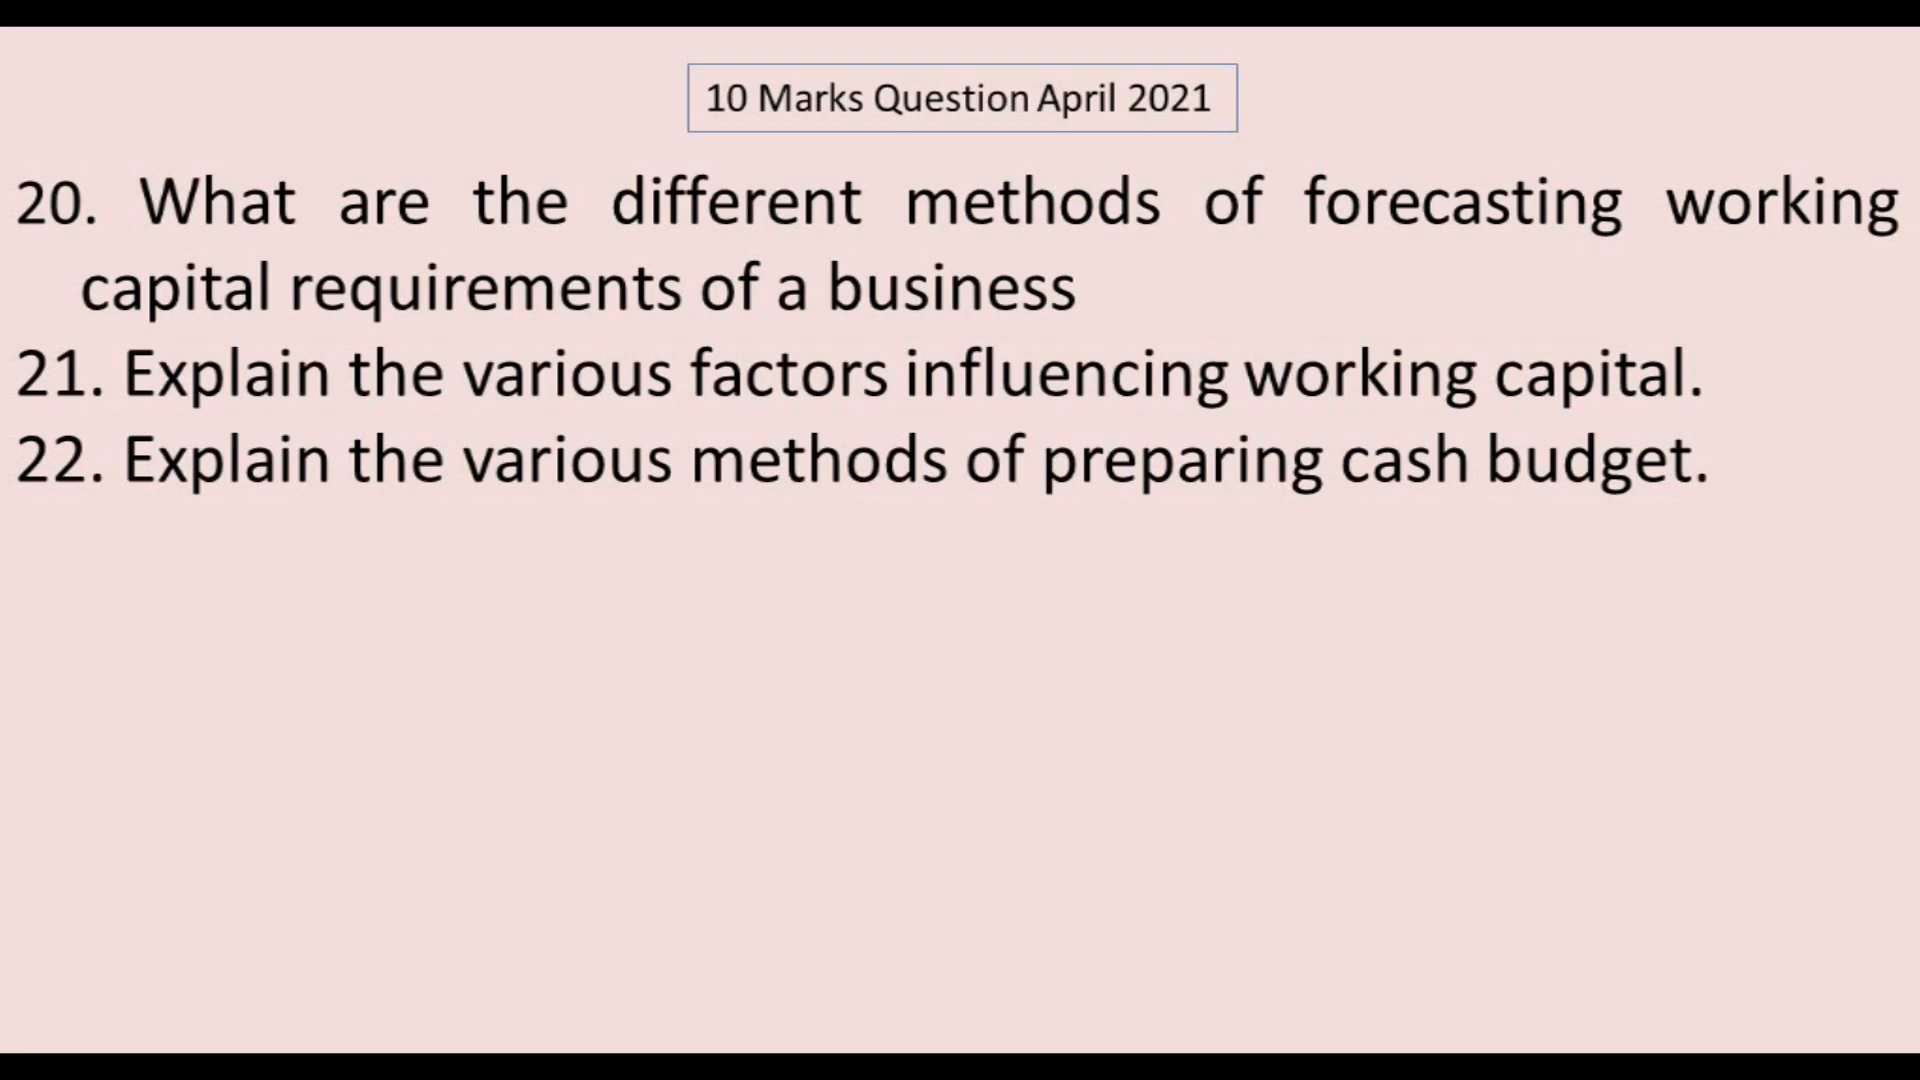 10 Marks Question April 2021
20. What are the different methods of forecasting working
capital requirements of a business
21. Explain the various factors influencing working capital.
22. Explain the various methods of preparing cash budget.